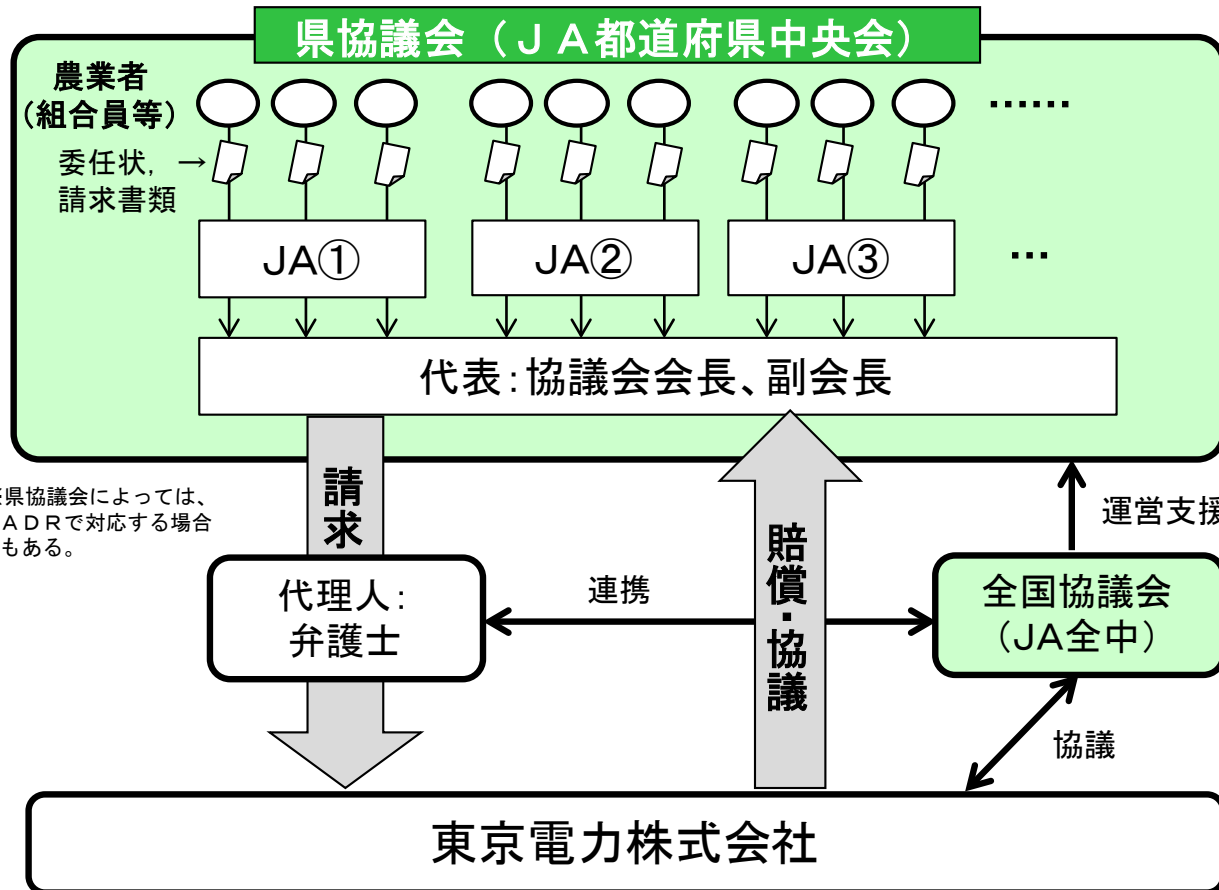 県協議会（ＪＡ都道府県中央会）
農業者
（組合員等）
……
委任状，→
請求書類
JA①
JA②
JA③
…
代表：協議会会長、副会長
請求
県協議会によっては、
ＡＤＲで対応する場合
もある。
賠償・協議
運営支援
代理人：
弁護士
連携
全国協議会
（JA全中）
協議
東京電力株式会社